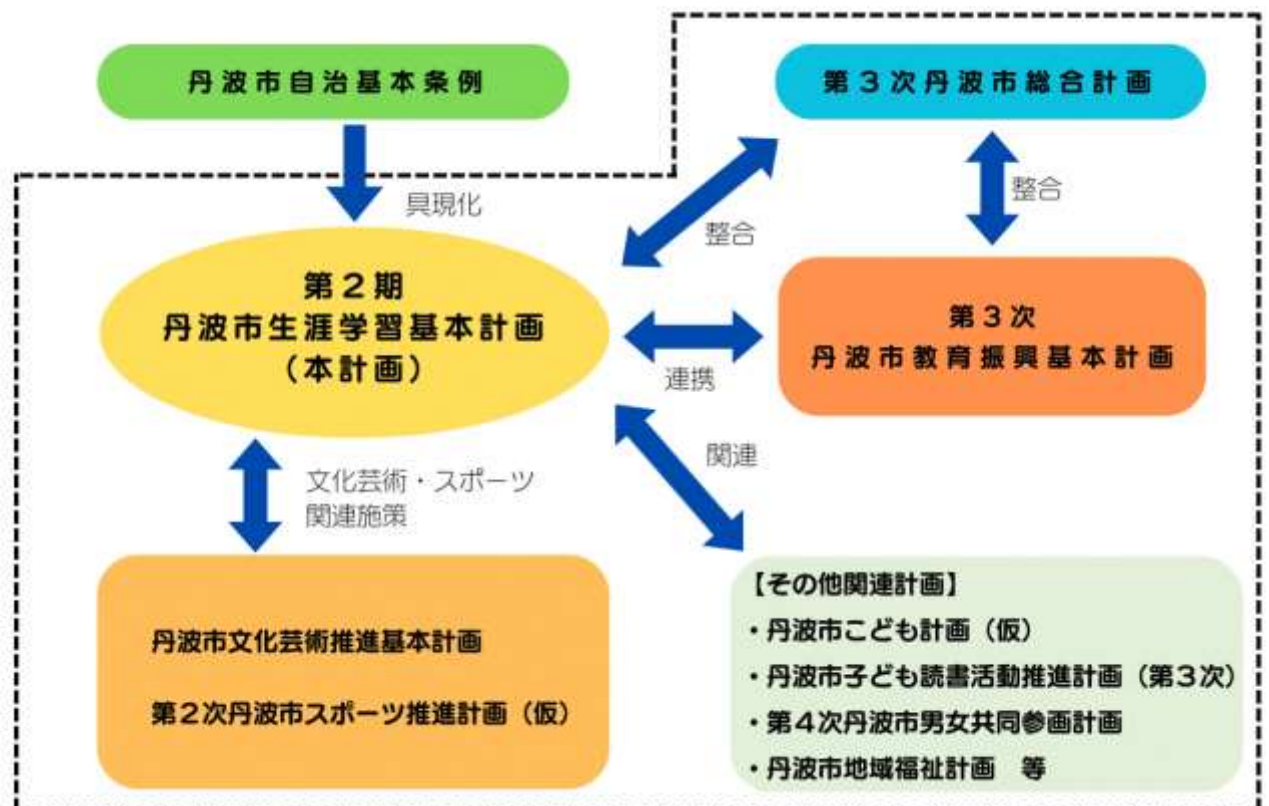 丹波市自治基本条例
第3次丹波市総合計画
具現化
整合
整合
第2期
丹波市生涯学習基本計画
(本計画)
第3次
丹波市教育振興基本計画
連携
関連
文化芸術・スポーツ
関連施策
丹波市文化芸術推進基本計画
第2次丹波市スポーツ推進計画(仮)
【その他関連計画】
・丹波市こども計画(仮)
・丹波市子ども読書活動推進計画(第3次)
・第4次丹波市男女共同参画計画
・丹波市地域福祉計画 等